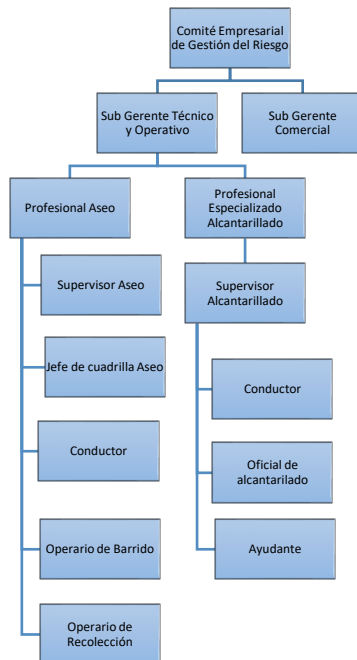 Comité Empresarial
de Gestión del Riesgo
Sub Gerente Técnico
y Operativo
Sub Gerente
Comercial
Profesional Aseo
Profesional
Especializado
Alcantarillado
Supervisor Aseo
Supervisor
Alcantarillado
Jefe de cuadrilla Aseo
Conductor
Conductor
Oficial de
alcantarilado
Operario de Barrido
Ayudante
Operario de
Recolección